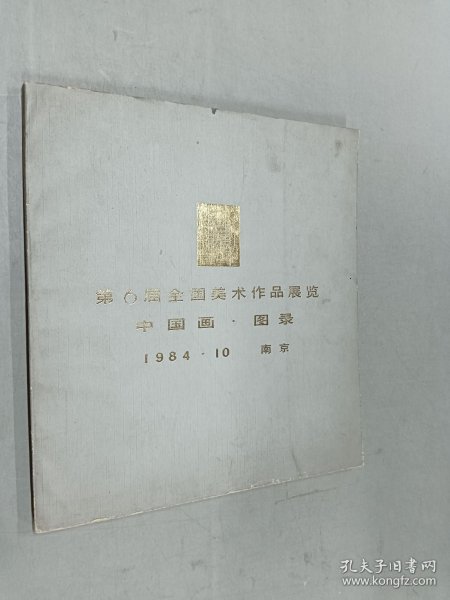 第6届全国美术作品展览
中国画·图录
1984·10 南京
孔夫子旧书网
www.kongfz.com